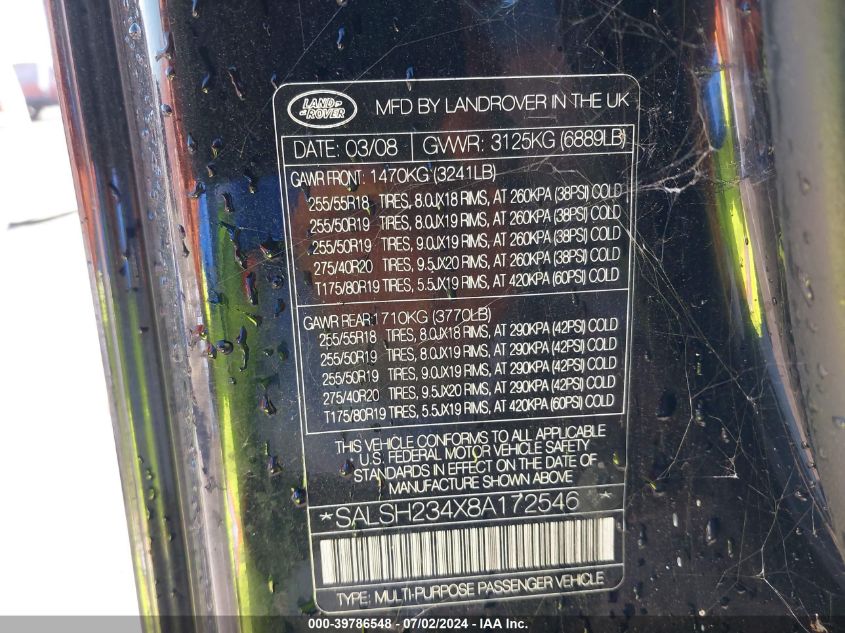 LAND ROVER
MFD BY LANDROVER IN THE UK
DATE: 03/08 GVWR: 3125KG (6889LB)
GAWR FRONT: 1470KG (3241LB)
255/55R18 TIRES, 8.0JX18 RIMS, AT 260KPA (38PSI) COLD
255/50R19 TIRES, 8.0JX19 RIMS, AT 260KPA (38PSI) COLD
255/50R19 TIRES, 9.0JX19 RIMS, AT 260KPA (38PSI) COLD
275/40R20 TIRES, 9.5JX20 RIMS, AT 260KPA (38PSI) COLD
T175/80R19 TIRES, 5.5JX19 RIMS, AT 420KPA (60PSI) COLD
GAWR REAR: 1710KG (3770LB)
255/55R18 TIRES, 8.0JX18 RIMS, AT 290KPA (42PSI) COLD
255/50R19 TIRES, 8.0JX19 RIMS, AT 290KPA (42PSI) COLD
255/50R19 TIRES, 9.0JX19 RIMS, AT 290KPA (42PSI) COLD
275/40R20 TIRES, 9.5JX20 RIMS, AT 290KPA (42PSI) COLD
T175/80R19 TIRES, 5.5JX19 RIMS, AT 420KPA (60PSI) COLD
THIS VEHICLE CONFORMS TO ALL APPLICABLE
U.S. FEDERAL MOTOR VEHICLE SAFETY
STANDARDS IN EFFECT ON THE DATE OF
MANUFACTURE SHOWN ABOVE
*SALSH234X8A172546 *
TYPE: MULTI-PURPOSE PASSENGER VEHICLE
000-39786548 - 07/02/2024 - IAA Inc.